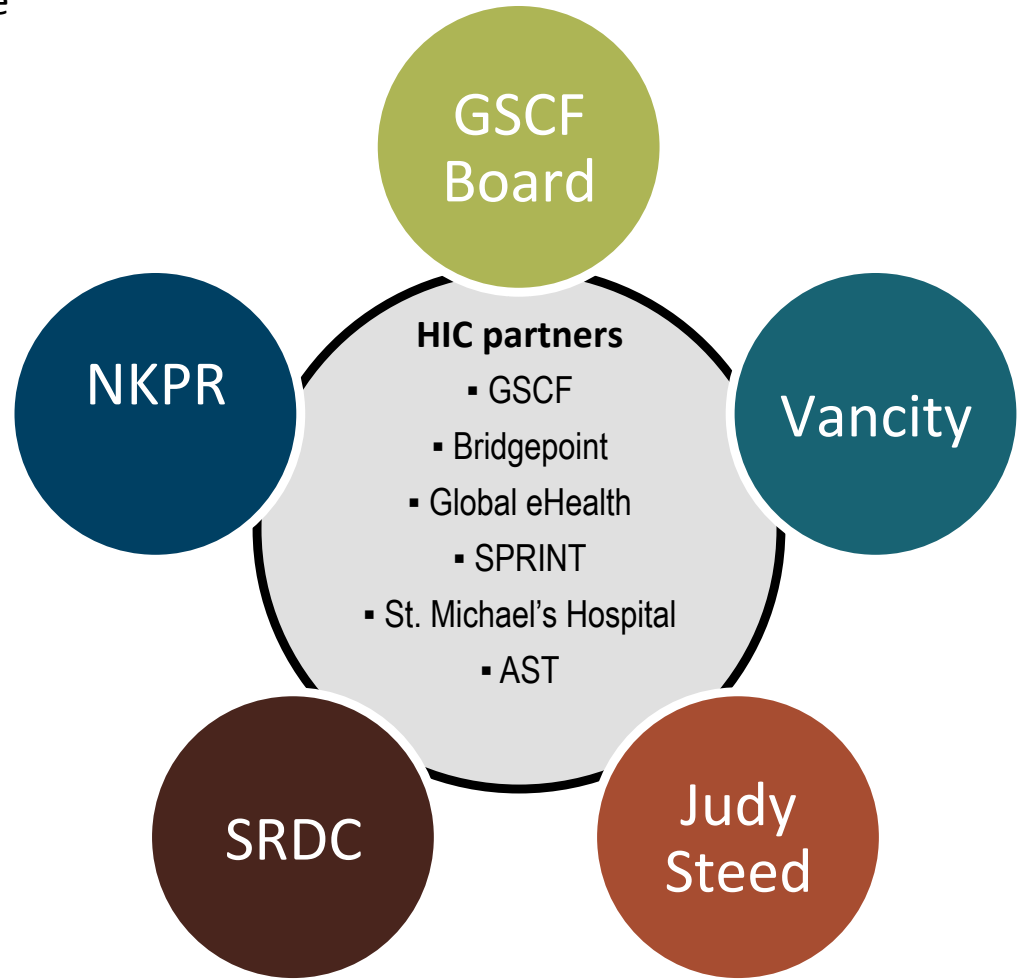 e
GSCF
Board
NKPR
Vancity
HIC partners
▪ GSCF
▪ Bridgepoint
▪ Global eHealth
▪ SPRINT
▪ St. Michael’s Hospital
▪ AST
SRDC
Judy
Steed